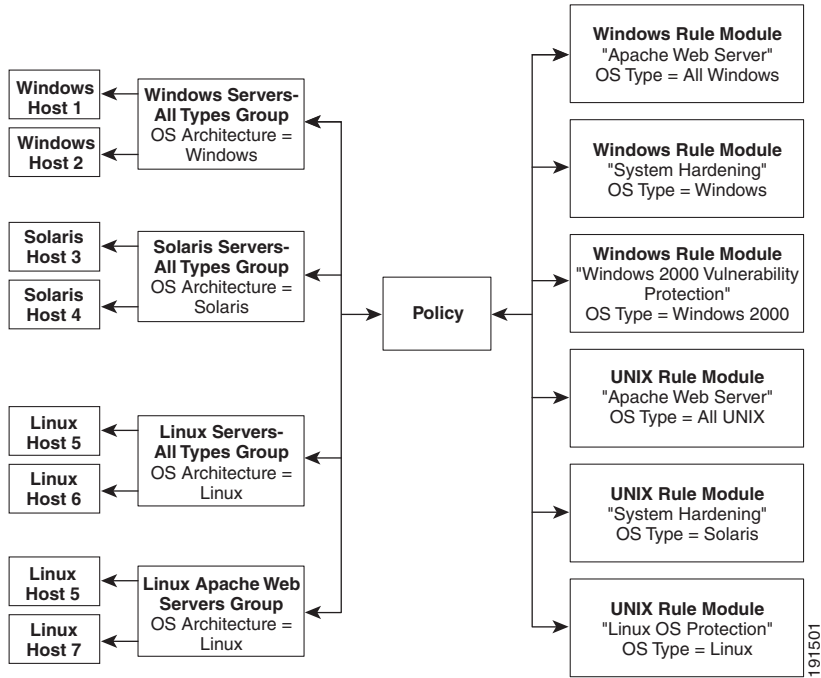 Windows
Host 1
Windows
Host 2
Windows Servers-
All Types Group
OS Architecture =
Windows
Solaris
Host 3
Solaris
Host 4
Solaris Servers-
All Types Group
OS Architecture =
Solaris
Linux
Host 5
Linux
Host 6
Linux Servers-
All Types Group
OS Architecture =
Linux
Linux
Host 5
Linux
Host 7
Linux Apache Web
Servers Group
OS Architecture =
Linux
Policy
Windows Rule Module
"Apache Web Server"
OS Type = All Windows
Windows Rule Module
"System Hardening"
OS Type = Windows
Windows Rule Module
"Windows 2000 Vulnerability
Protection"
OS Type = Windows 2000
UNIX Rule Module
"Apache Web Server"
OS Type = All UNIX
UNIX Rule Module
"System Hardening"
OS Type = Solaris
UNIX Rule Module
"Linux OS Protection"
OS Type = Linux
191501